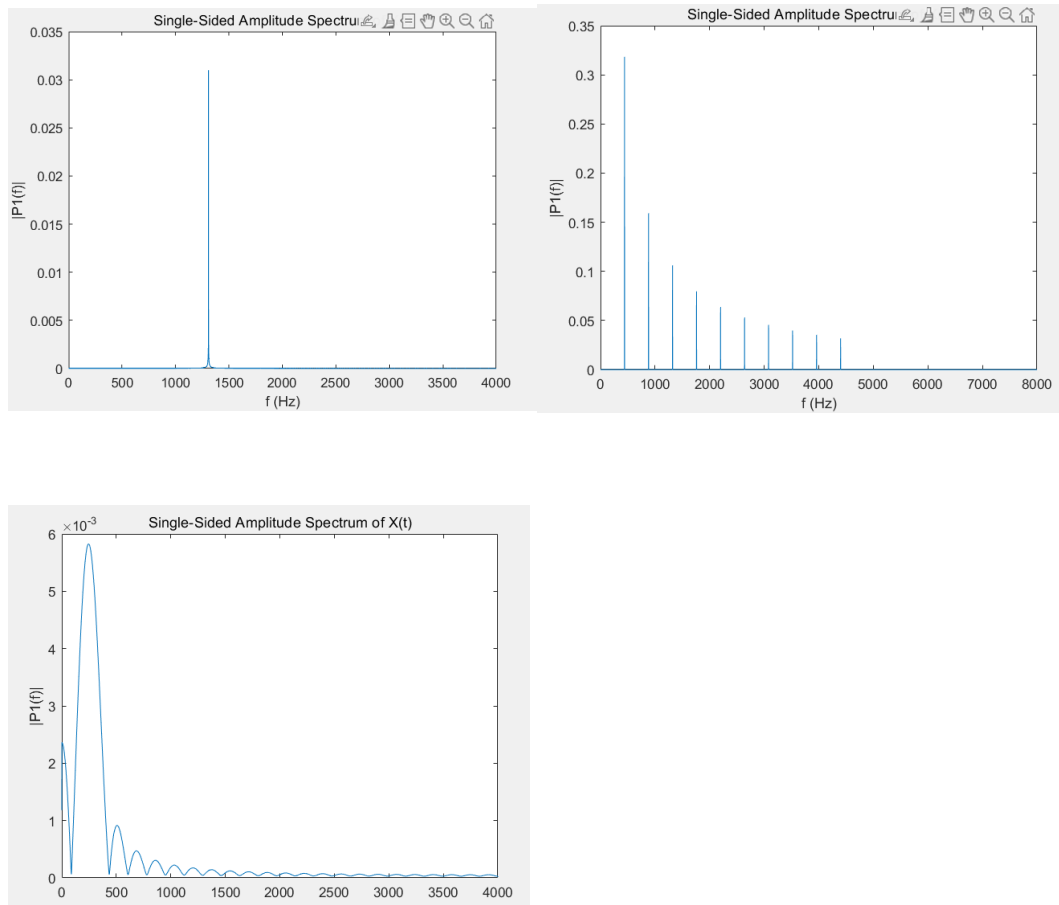 Single-Sided Amplitude Spectru
0.035
0.03
0.025
0.02
0.015
0.01
0.005
0
|P1(f)|
0 500 1000 1500 2000 2500 3000 3500 4000
f (Hz)
Single-Sided Amplitude Spectru
0.35
0.3
0.25
0.2
0.15
0.1
0.05
0
|P1(f)|
0 1000 2000 3000 4000 5000 6000 7000 8000
f (Hz)
Single-Sided Amplitude Spectrum of X(t)
×10-3
6
5
4
3
2
1
0
|P1(f)|
0 500 1000 1500 2000 2500 3000 3500 4000